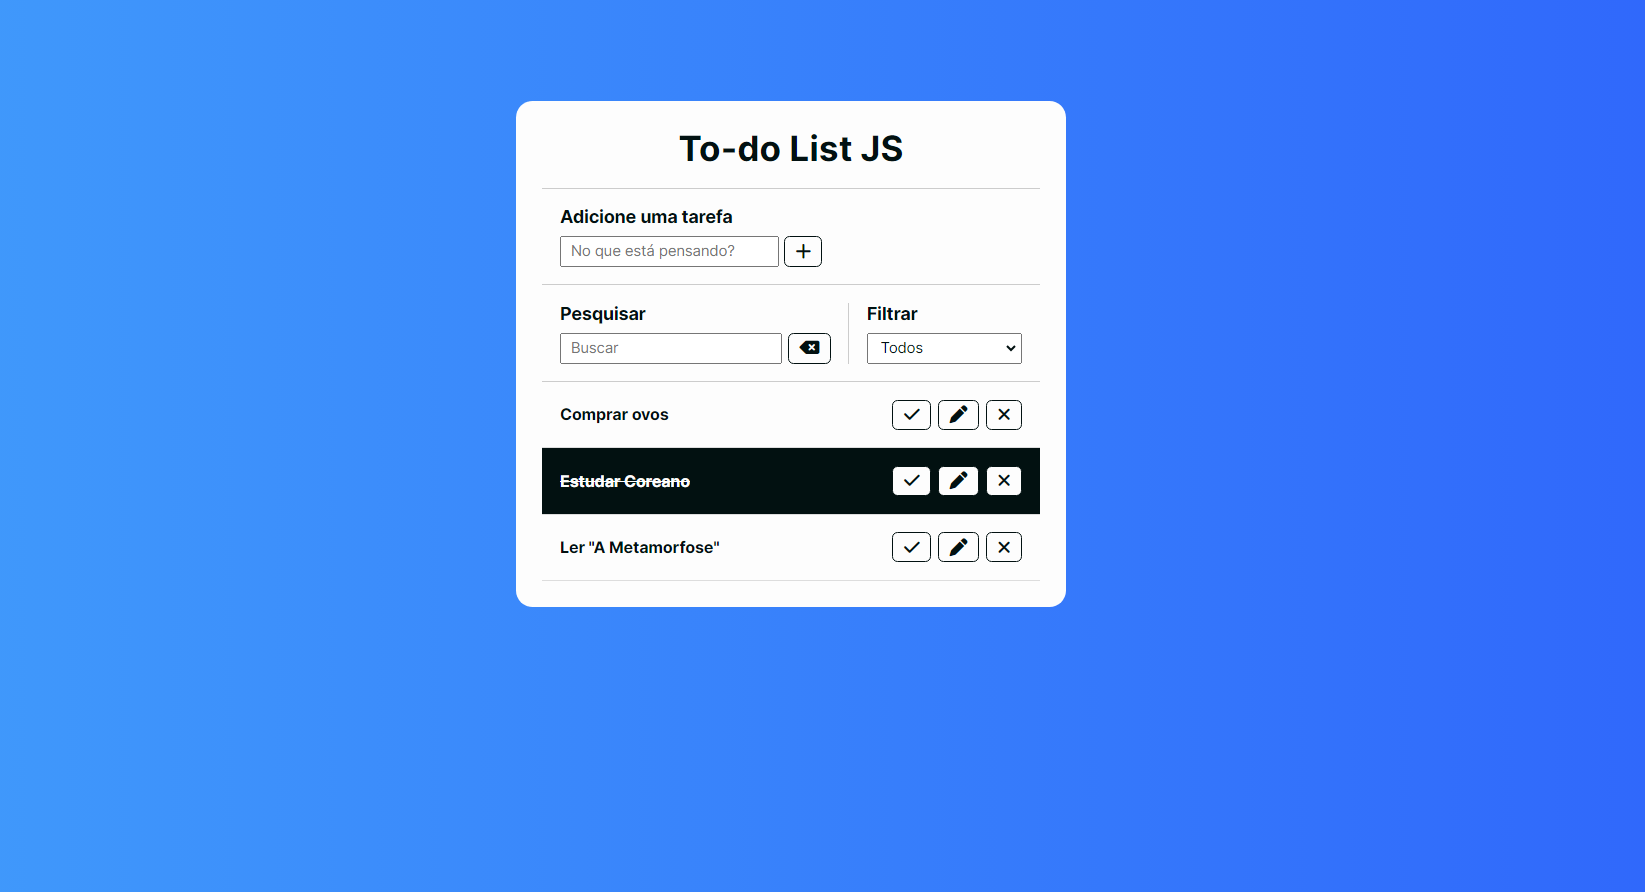 To-do List JS
Adicione uma tarefa
No que está pensando?
Pesquisar
Filtrar
Buscar
Todos
Comprar ovos
Estudar Coreano
Ler "A Metamorfose"